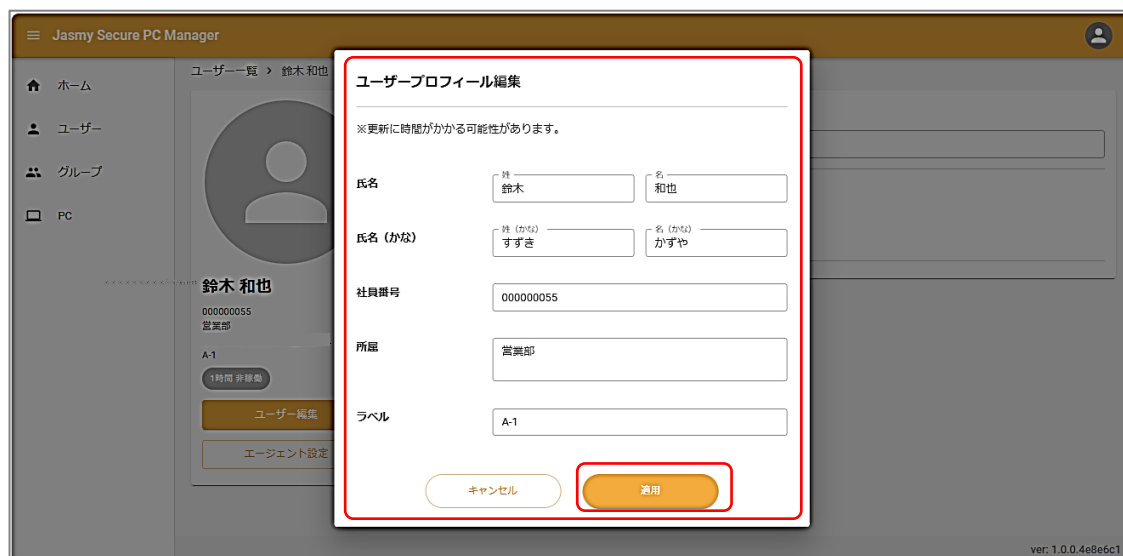 Jasmy Secure PC Manager
ホーム
ユーザー
グループ
PC
ユーザー一覧 > 鈴木 和也
鈴木 和也
000000055
営業部
A-1
1時間 非稼働
ユーザー編集
エージェント設定
ユーザープロフィール編集
※更新に時間がかかる可能性があります。
氏名
姓
鈴木
名
和也
氏名（かな）
姓（かな）
すずき
名（かな）
かずや
社員番号
000000055
所属
営業部
ラベル
A-1
キャンセル
適用
ver: 1.0.0.4e8e6c1